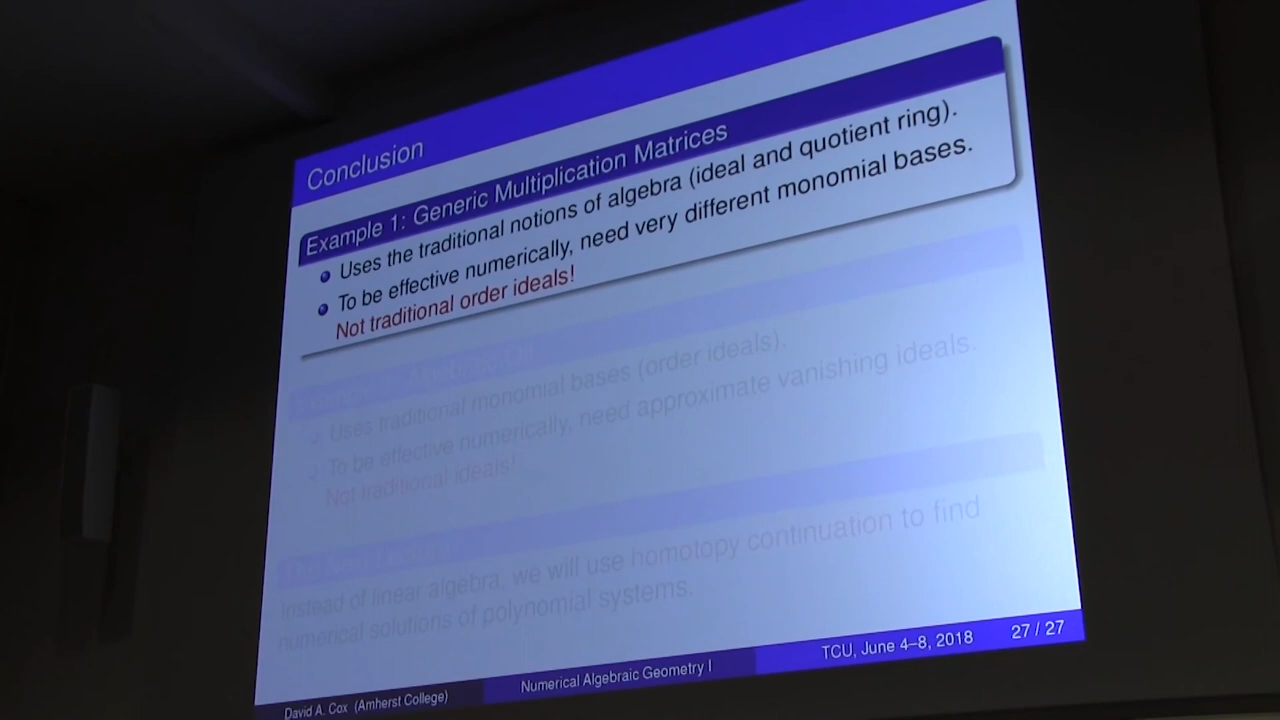 Conclusion
Example 1: Generic Multiplication Matrices
Uses the traditional notions of algebra (ideal and quotient ring).
To be effective numerically, need very different monomial bases.
Not traditional order ideals!
Uses traditional monomial bases (order ideals).
To be effective numerically, need approximate vanishing ideals.
Not traditional ideals!
Instead of linear algebra, we will use homotopy continuation to find
numerical solutions of polynomial systems.
David A. Cox (Amherst College)
Numerical Algebraic Geometry I
TCU, June 4–8, 2018
27 / 27